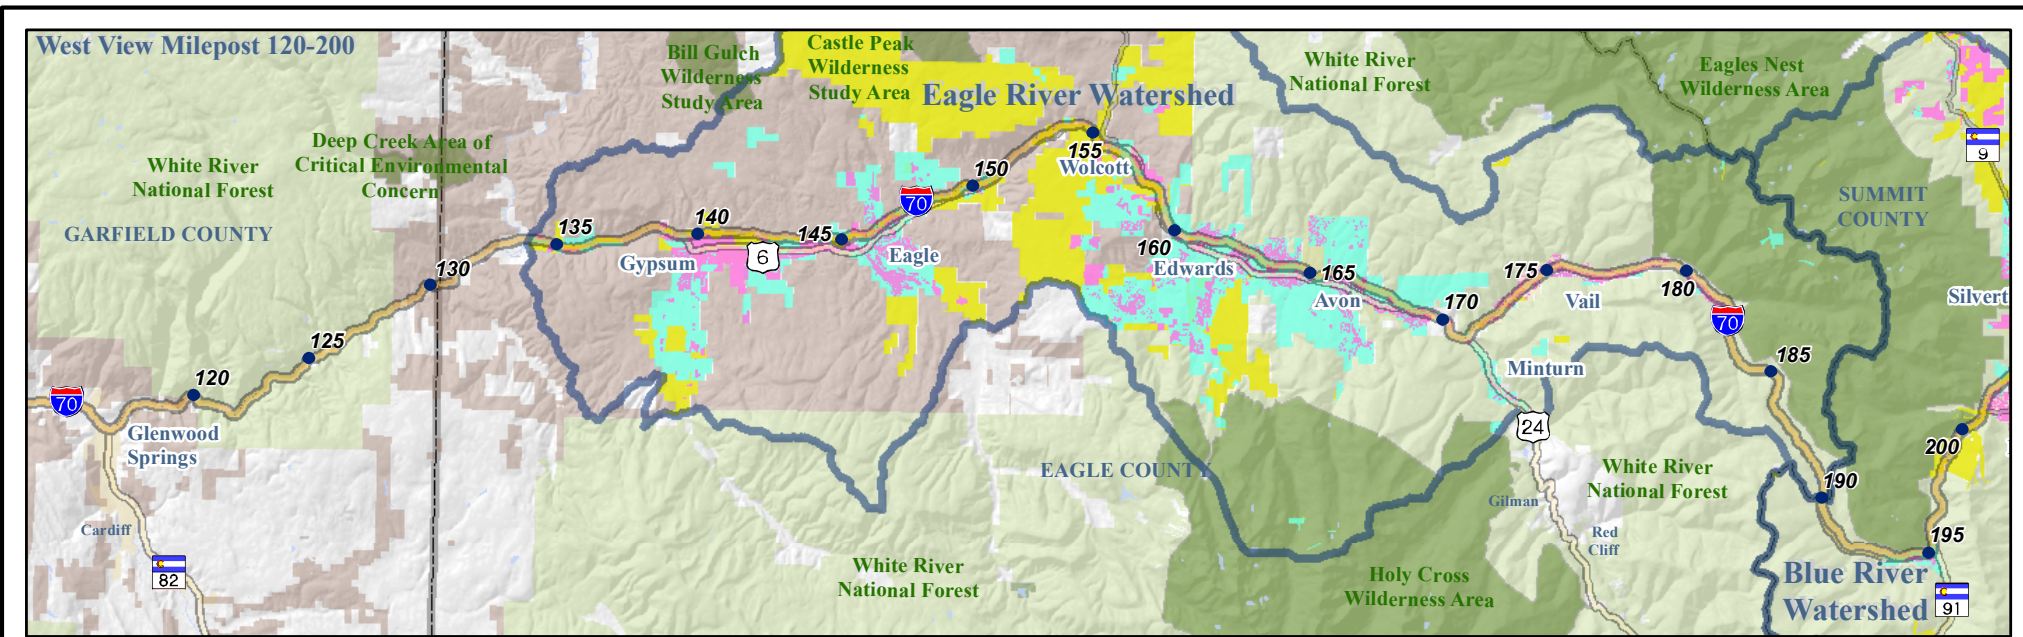 West View Milepost 120-200
Bill Gulch
Wilderness
Study Area
Castle Peak
Wilderness
Study Area
Eagle River Watershed
White River
National Forest
Eagles Nest
Wilderness Area
9
Deep Creek Area of
Critical Environmental
Concern
White River
National Forest
GARFIELD COUNTY
SUMMIT
COUNTY
155
Wolcott
150
70
135
140
145
Eagle
Gypsum
6
160
Edwards
165
Avon
130
170
175
Vail
180
70
Silvert
125
120
70
Glenwood
Springs
185
Minturn
24
200
EAGLE COUNTY
White River
National Forest
190
Gilman
Red
Cliff
Cardiff
82
195
White River
National Forest
Holy Cross
Wilderness Area
Blue River
Watershed
91